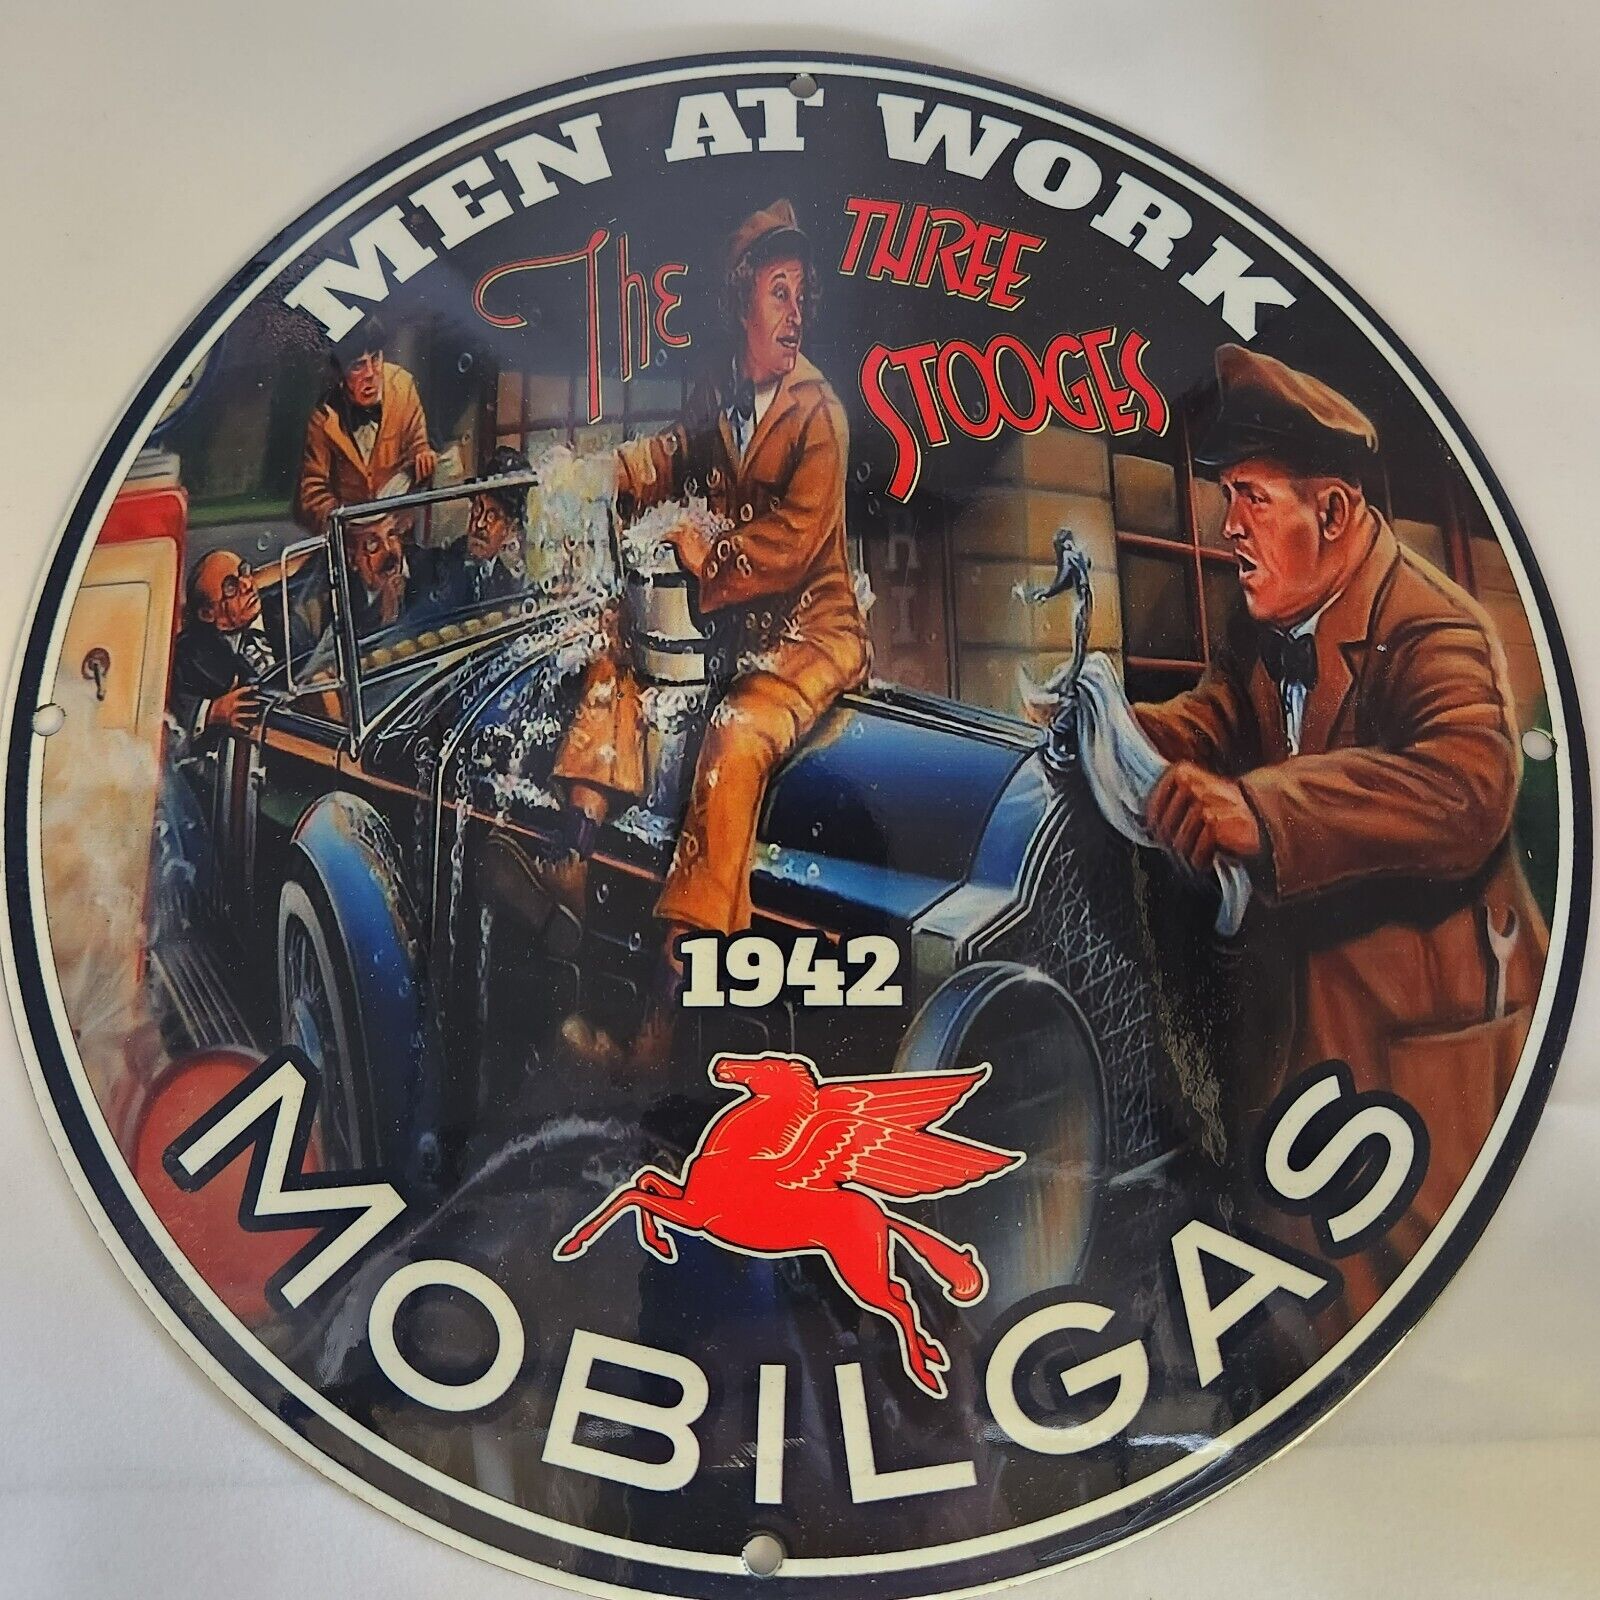 MEN AT WORK
The THREE
STOOGES
1942
MOBILGAS